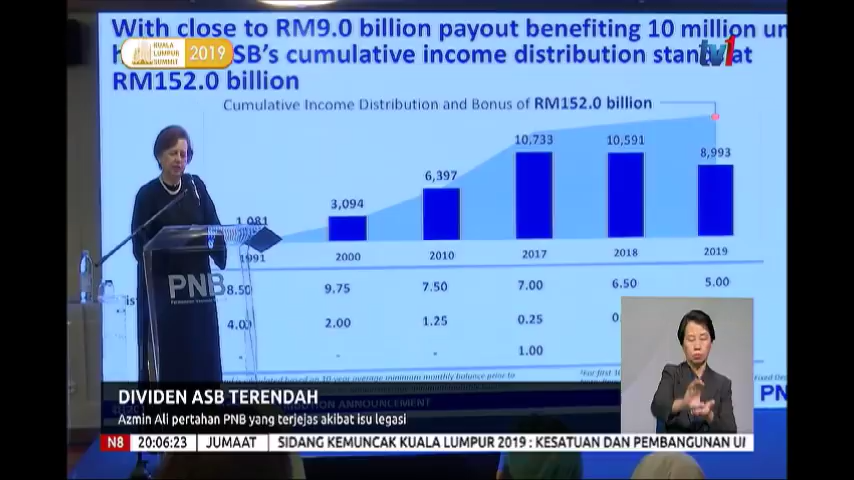 With close to RM9.0 billion payout benefiting 10 million
SB's cumulative income distribution at
RM152.0 billion
KUALA LUMPUR SUMMIT
2019
tv1
Cumulative Income Distribution and Bonus of RM152.0 billion
1,081
3,094
6,397
10,733
10,591
8,993
1991 2000 2010 2017 2018 2019
8.50 9.75 7.50 7.00 6.50 5.00
4.00 2.00 1.25 0.25
- - - 1.00
PNB
PNB
DIVIDEN ASB TERENDAH
Azmin Ali pertahan PNB yang terjejas akibat isu legasi
N8 20:06:23 JUMAAT SIDANG KEMUNCAK KUALA LUMPUR 2019 : KESATUAN DAN PEMBANGUNAN